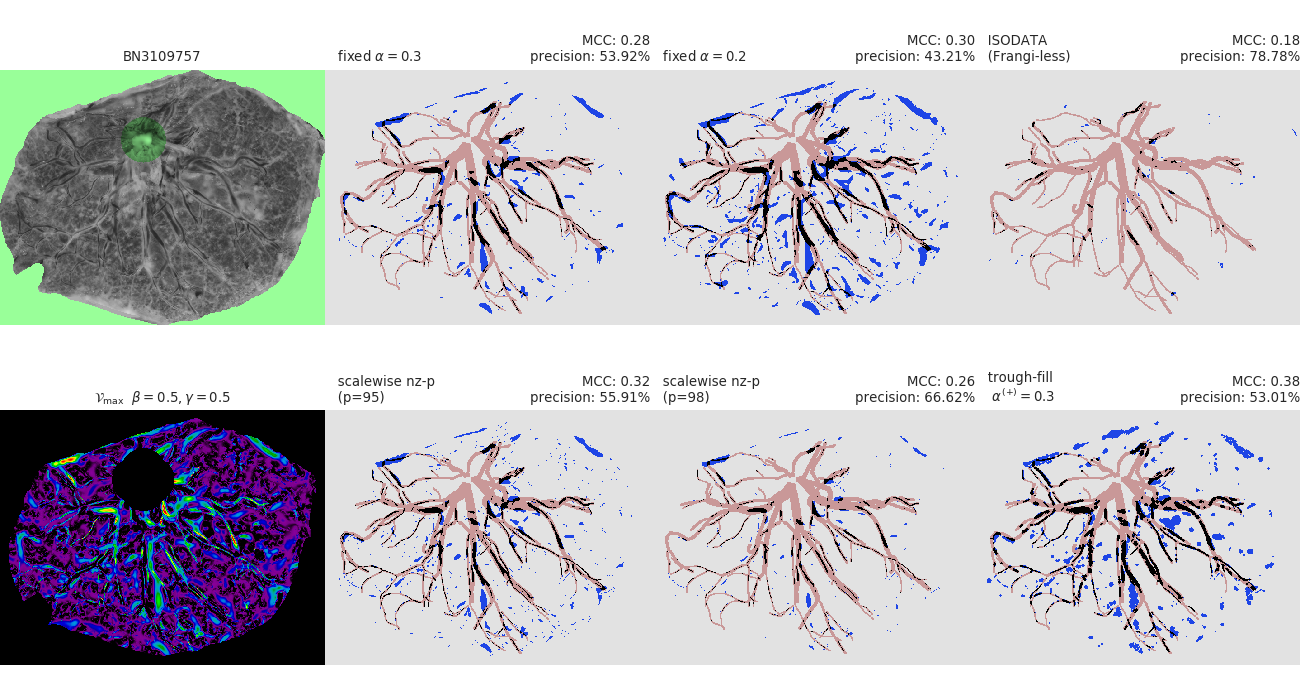 BN3109757
fixed α = 0.3
MCC: 0.28
precision: 53.92%
fixed α = 0.2
MCC: 0.30
precision: 43.21%
ISODATA
(Frangi-less)
MCC: 0.18
precision: 78.78%
𝒱max β = 0.5, γ = 0.5
scalewise nz-p
(p=95)
MCC: 0.32
precision: 55.91%
scalewise nz-p
(p=98)
MCC: 0.26
precision: 66.62%
trough-fill
α(+) = 0.3
MCC: 0.38
precision: 53.01%